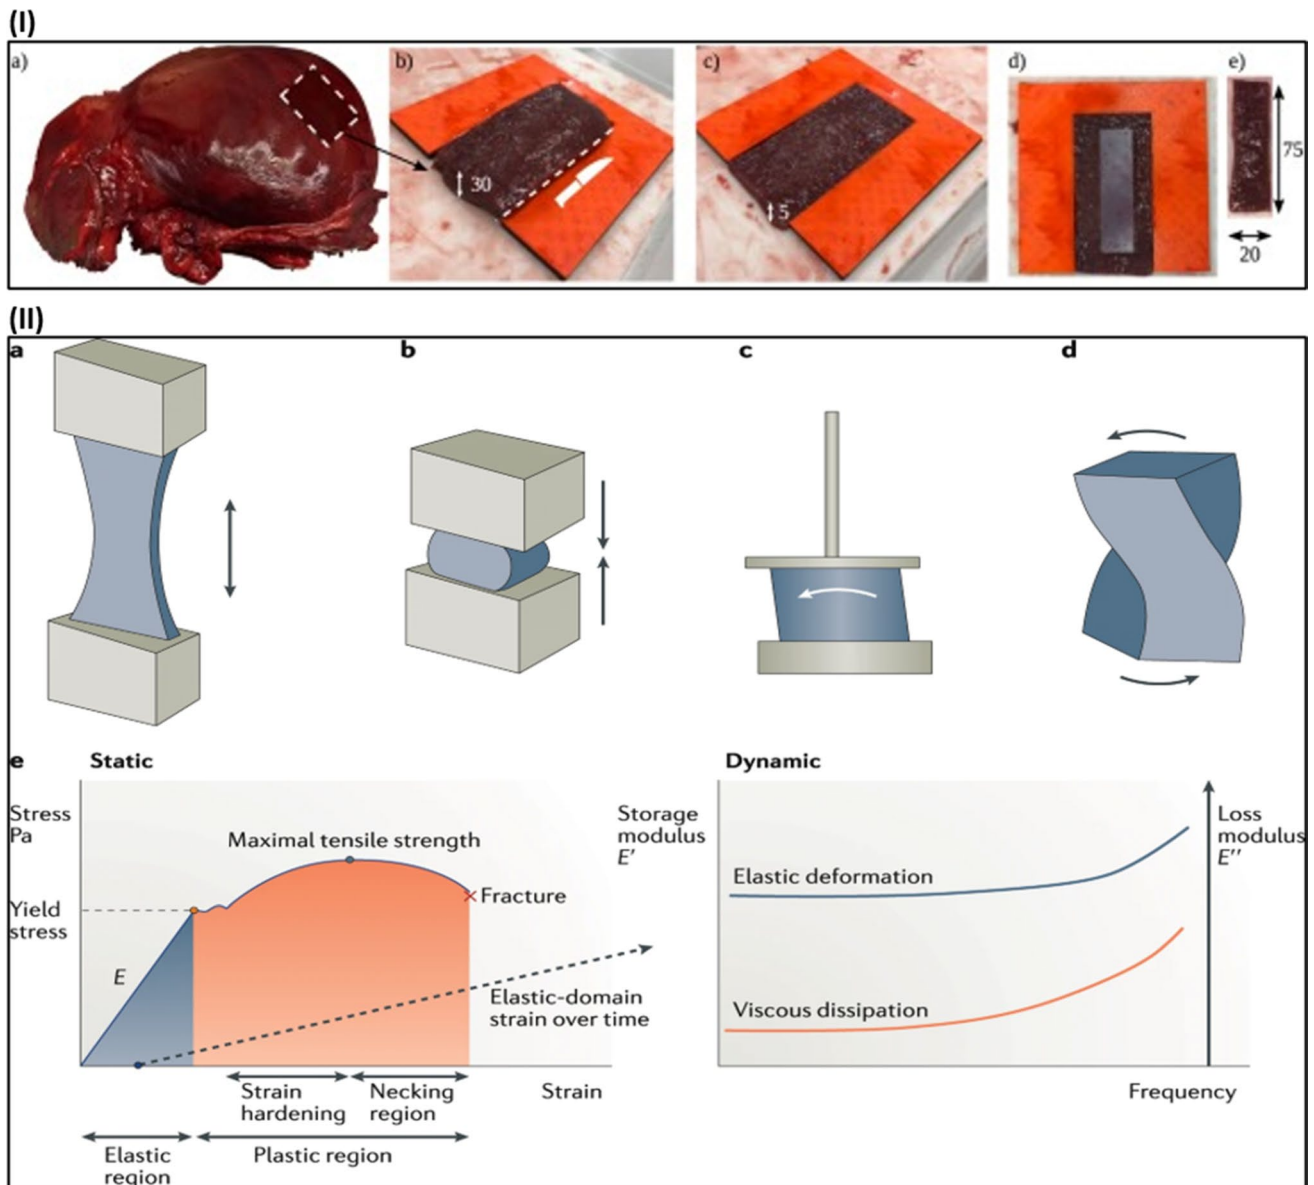 (I)
a)
b)
c)
d)
e)
30
5
75
20
(II)
a
b
c
d
e
Static
Stress
Pa
Maximal tensile strength
Yield
stress
Fracture
E
Elastic-domain
strain over time
Strain
hardening
Necking
region
Strain
Elastic
region
Plastic region
Dynamic
Storage
modulus
E′
Loss
modulus
E″
Elastic deformation
Viscous dissipation
Frequency